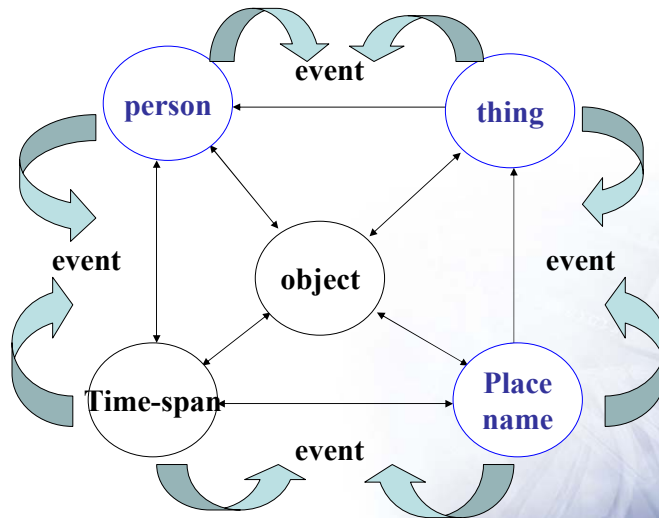 event
person
thing
event
object
event
Time-span
Place
name
event